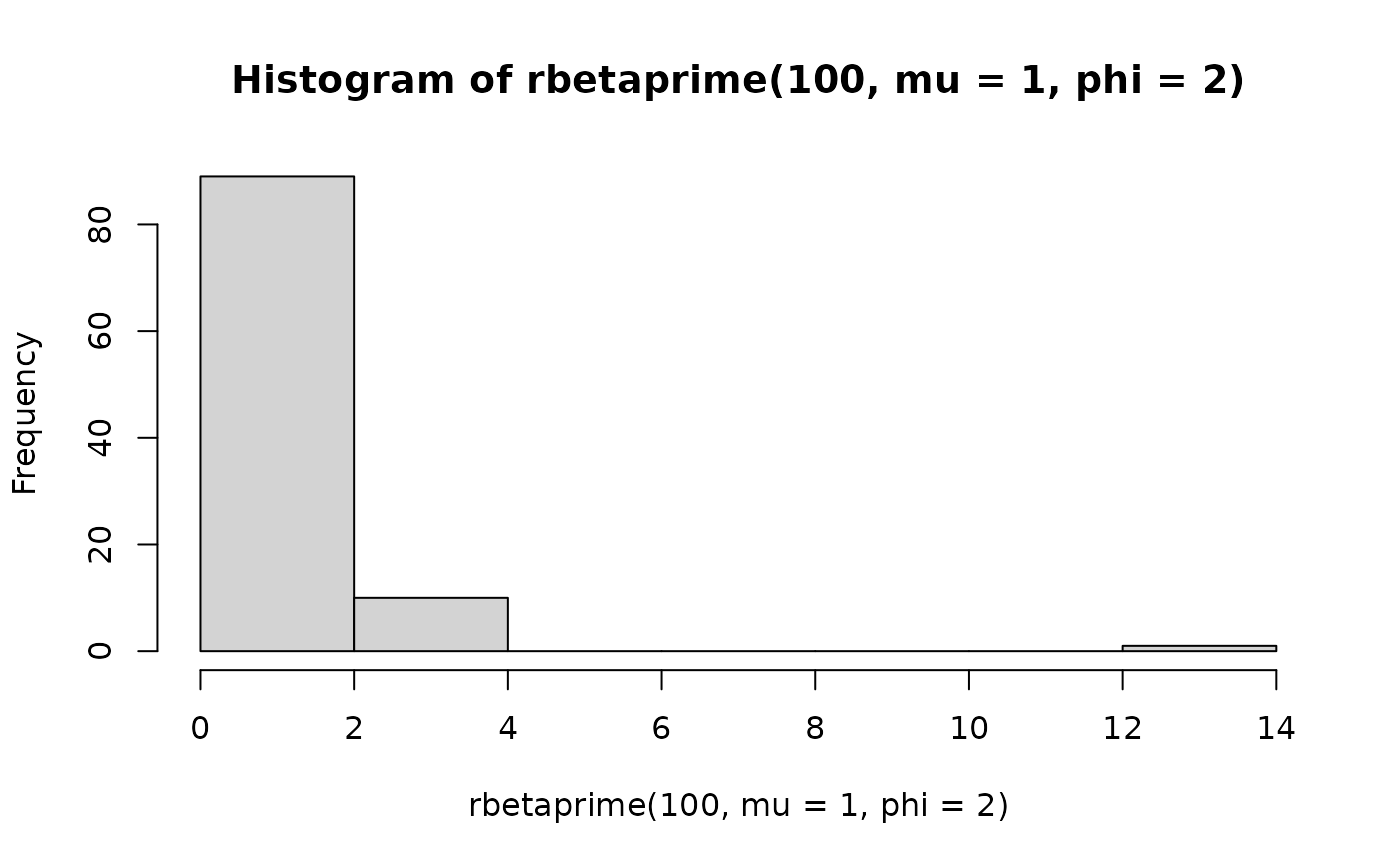 Histogram of rbetaprime(100, mu = 1, phi = 2)
Frequency
80
60
40
20
0
0 2 4 6 8 10 12 14
rbetaprime(100, mu = 1, phi = 2)